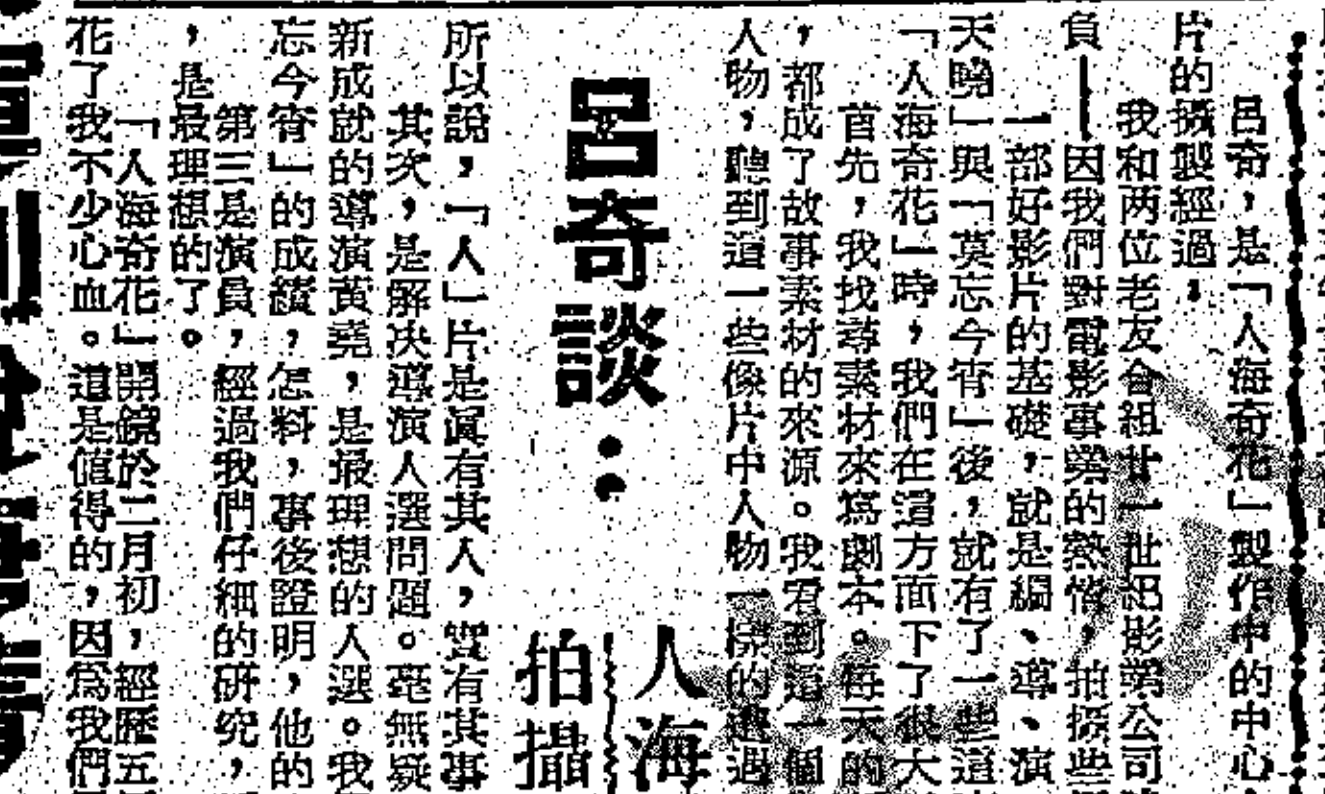 呂奇，是「人海奇花」製作中的中心
片的攝製經過，
我和两位老友合組廿一世紀影業公司
負——因我們對電影事業的熱情，拍攝些
一部好影片的基礎，就是編、導、演
天曉」與「莫忘今宵」後，就有了一些這
「人海奇花」時，我們在這方面下了很大
首先，我找尋素材來寫劇本。每天的
，都成了故事素材的來源。我看到這一個
人物，聽到這一些像片中人物一樣的遭遇
呂奇談：
人海
拍攝
所以說，「人」片是眞有其人，實有其事
其次，是解决導演人選問題。毫無疑
新成就的導演黃堯，是最理想的人選。我
忘今宵」的成績，怎料，事後證明，他的
第三是演員，經過我們仔細的研究，
，是最理想的了。
「人海奇花」開鏡於二月初，經歷五
花了我不少心血。這是値得的，因爲我們